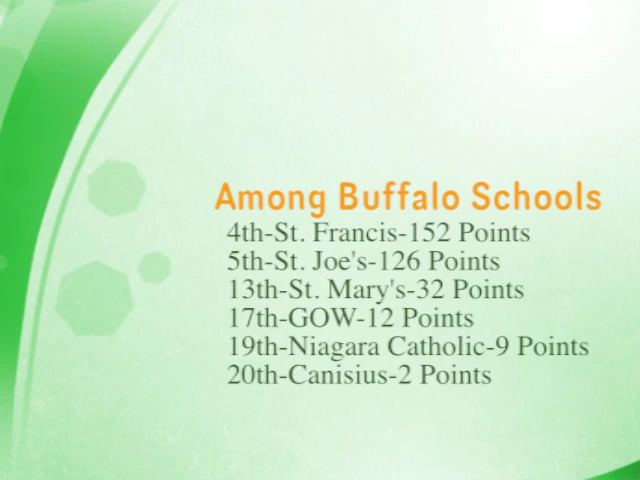 Among Buffalo Schools
4th-St. Francis-152 Points
5th-St. Joe's-126 Points
13th-St. Mary's-32 Points
17th-GOW-12 Points
19th-Niagara Catholic-9 Points
20th-Canisius-2 Points